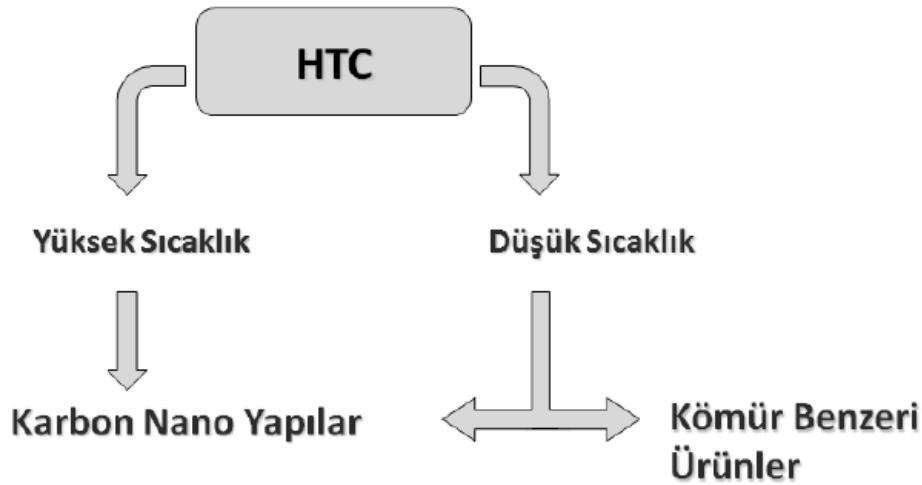 HTC
Yüksek Sıcaklık
Düşük Sıcaklık
Karbon Nano Yapılar
Kömür Benzeri
Ürünler